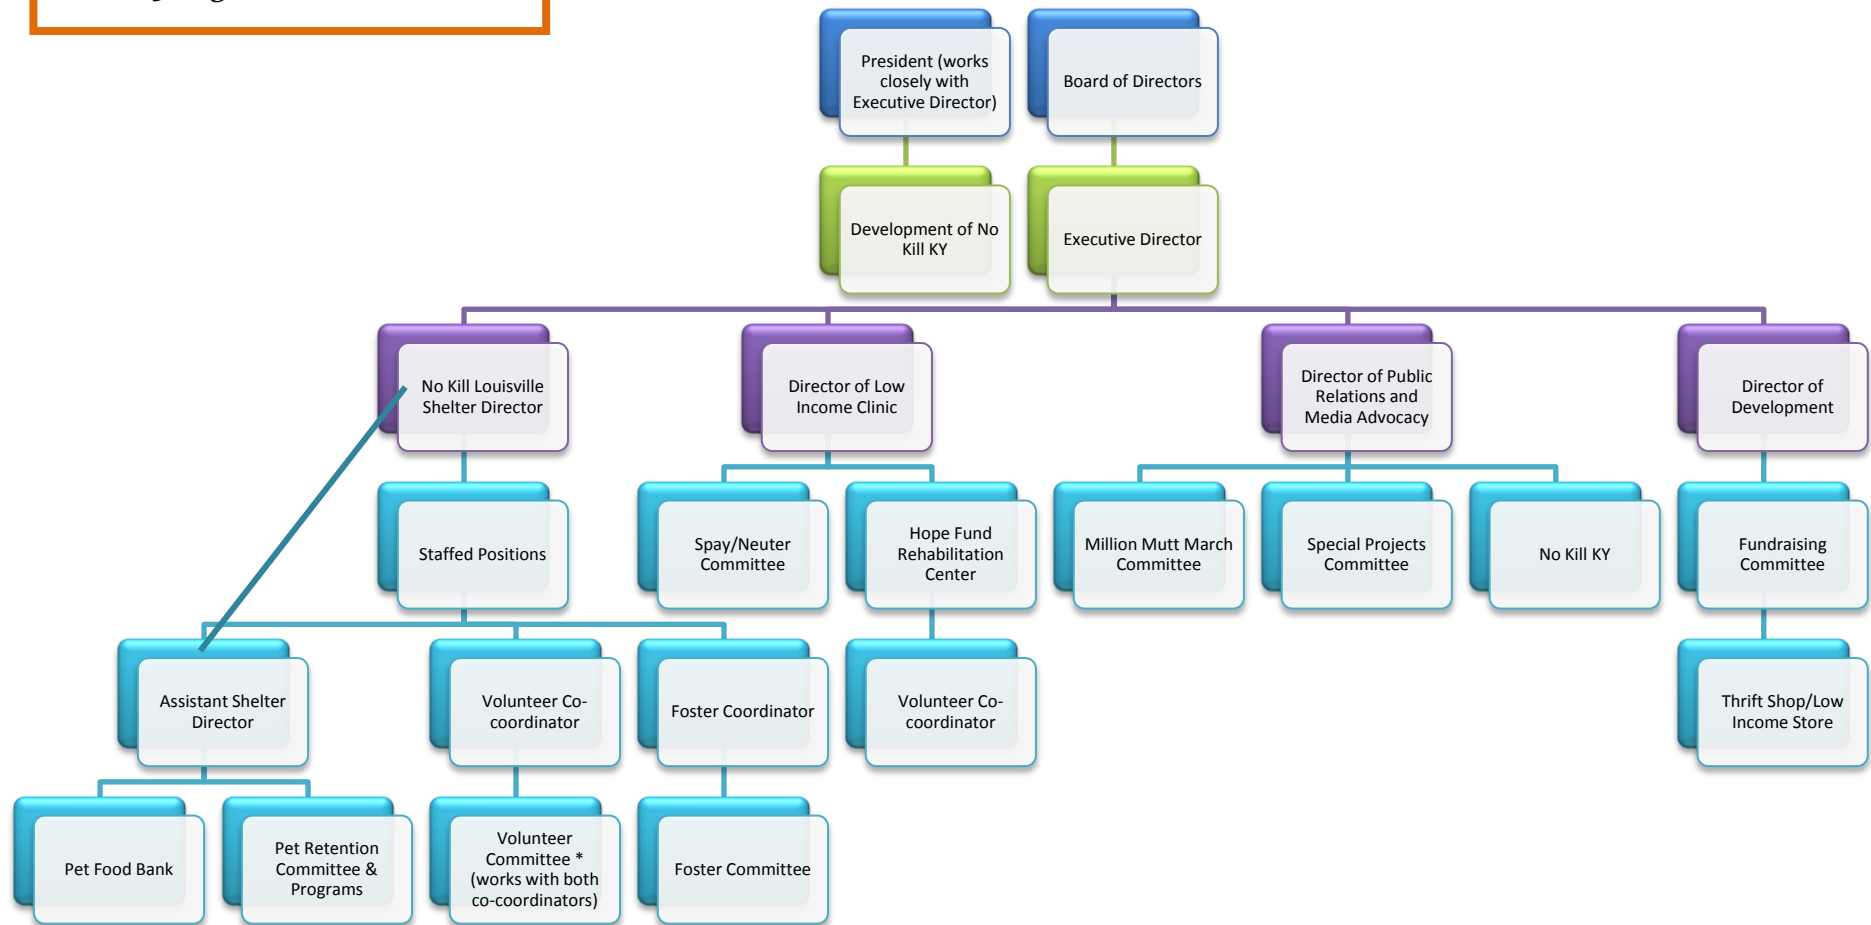 President (works
closely with
Executive Director)
Board of Directors
Development of No
Kill KY
Executive Director
No Kill Louisville
Shelter Director
Director of Low
Income Clinic
Director of Public
Relations and
Media Advocacy
Director of
Development
Staffed Positions
Spay/Neuter
Committee
Hope Fund
Rehabilitation
Center
Million Mutt March
Committee
Special Projects
Committee
No Kill KY
Fundraising
Committee
Assistant Shelter
Director
Volunteer Co-
coordinator
Foster Coordinator
Volunteer Co-
coordinator
Thrift Shop/Low
Income Store
Pet Food Bank
Pet Retention
Committee &
Programs
Volunteer
Committee *
(works with both
co-coordinators)
Foster Committee